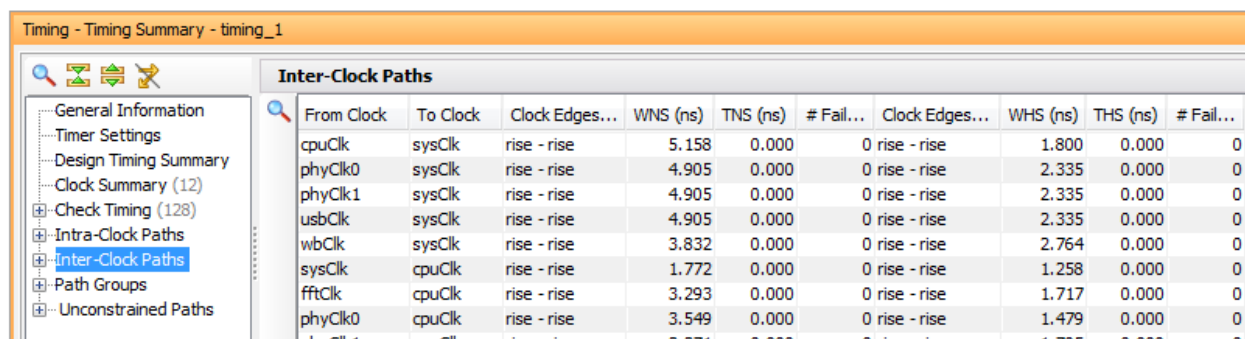 Timing - Timing Summary - timing_1
General Information
Timer Settings
Design Timing Summary
Clock Summary (12)
Check Timing (128)
Intra-Clock Paths
Inter-Clock Paths
Path Groups
Unconstrained Paths
Inter-Clock Paths
From Clock To Clock Clock Edges... WNS (ns) TNS (ns) # Fail... Clock Edges... WHS (ns) THS (ns) # Fail...
cpuClk sysClk rise - rise 5.158 0.000 0 rise - rise 1.800 0.000 0
phyClk0 sysClk rise - rise 4.905 0.000 0 rise - rise 2.335 0.000 0
phyClk1 sysClk rise - rise 4.905 0.000 0 rise - rise 2.335 0.000 0
usbClk sysClk rise - rise 4.905 0.000 0 rise - rise 2.335 0.000 0
wbClk sysClk rise - rise 3.832 0.000 0 rise - rise 2.764 0.000 0
sysClk cpuClk rise - rise 1.772 0.000 0 rise - rise 1.258 0.000 0
fftClk cpuClk rise - rise 3.293 0.000 0 rise - rise 1.717 0.000 0
phyClk0 cpuClk rise - rise 3.549 0.000 0 rise - rise 1.479 0.000 0